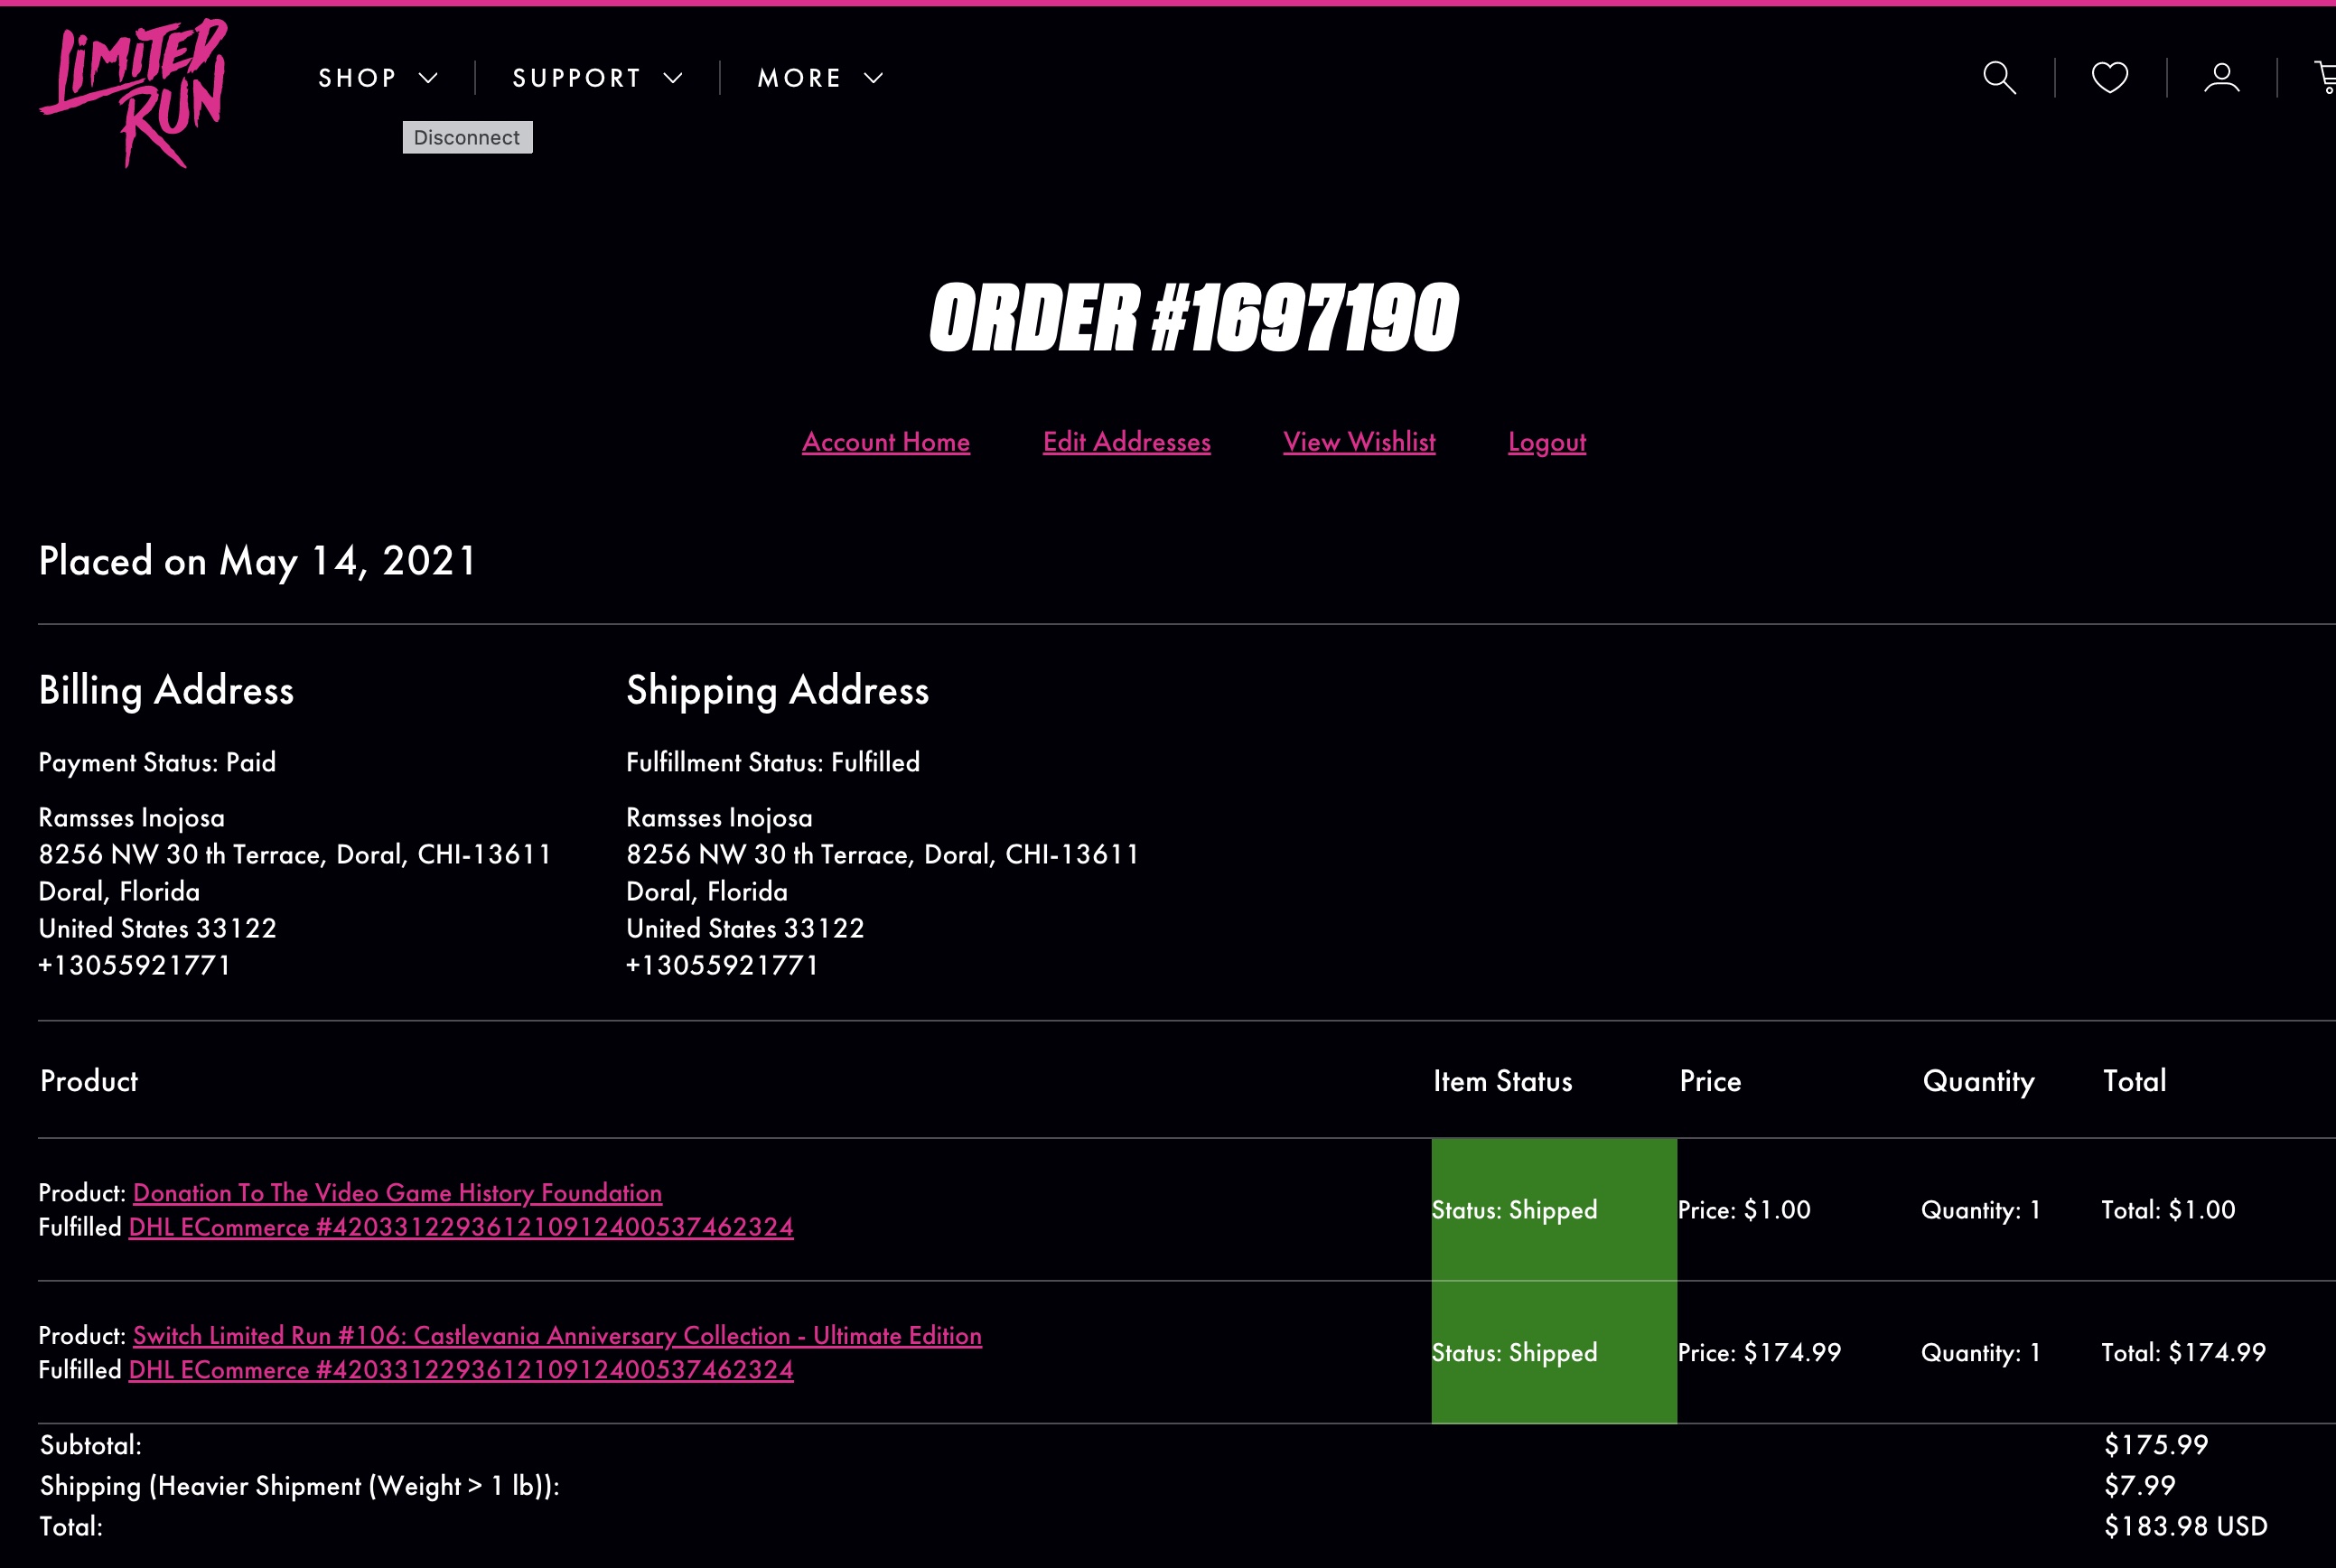 LIMITED
RUN
SHOP
SUPPORT
MORE
Disconnect
ORDER #1697190
Account Home
Edit Addresses
View Wishlist
Logout
Placed on May 14, 2021
Billing Address
Payment Status: Paid
Ramsses Inojosa
8256 NW 30 th Terrace, Doral, CHI-13611
Doral, Florida
United States 33122
+13055921771
Shipping Address
Fulfillment Status: Fulfilled
Ramsses Inojosa
8256 NW 30 th Terrace, Doral, CHI-13611
Doral, Florida
United States 33122
+13055921771
Product Item Status Price Quantity Total
Product: Donation To The Video Game History Foundation
Fulfilled DHL ECommerce #420331229361210912400537462324
Status: Shipped Price: $1.00 Quantity: 1 Total: $1.00
Product: Switch Limited Run #106: Castlevania Anniversary Collection - Ultimate Edition
Fulfilled DHL ECommerce #420331229361210912400537462324
Status: Shipped Price: $174.99 Quantity: 1 Total: $174.99
Subtotal: $175.99
Shipping (Heavier Shipment (Weight > 1 lb)): $7.99
Total: $183.98 USD